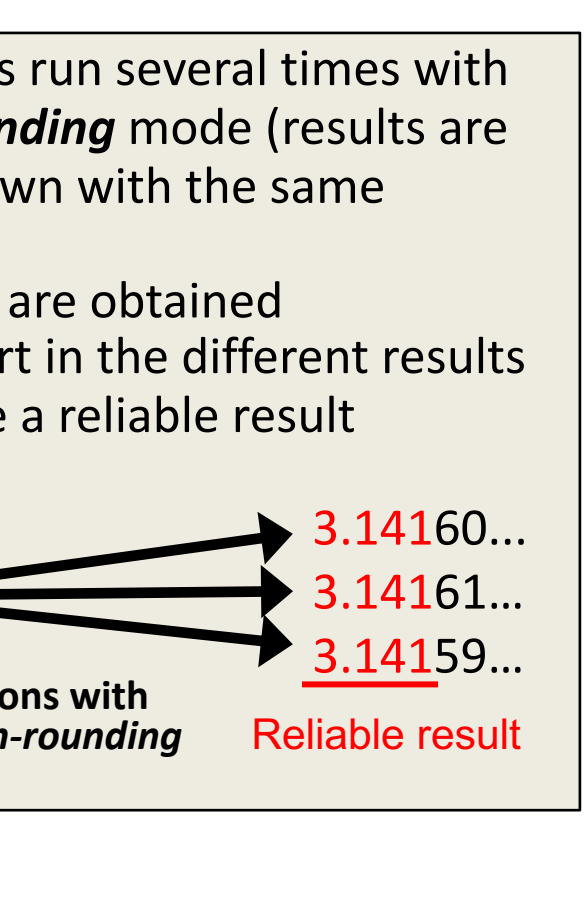 s run several times with
nding mode (results are
wn with the same
are obtained
rt in the different results
e a reliable result
3.14160...
3.14161...
3.14159...
ons with
n-rounding
Reliable result